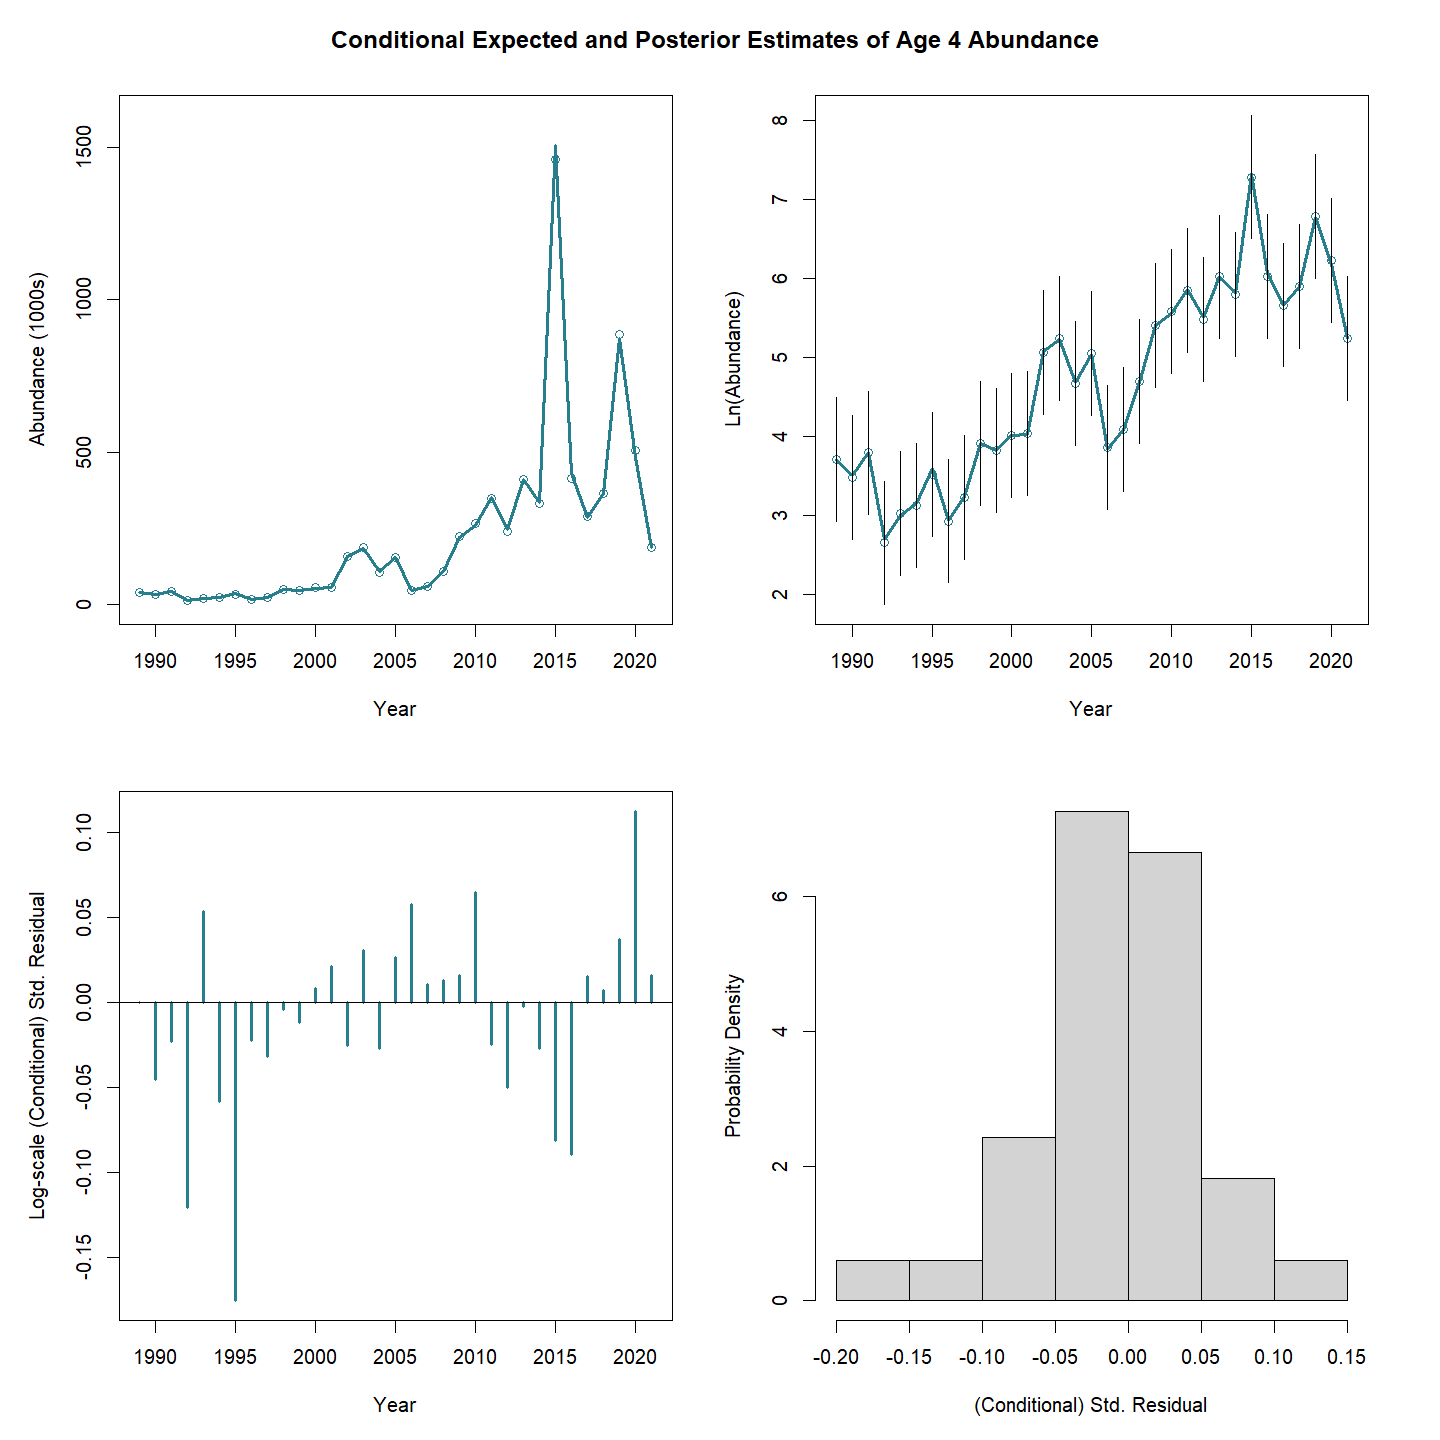 Conditional Expected and Posterior Estimates of Age 4 Abundance
Abundance (1000s)
1500
1000
500
0
1990 1995 2000 2005 2010 2015 2020
Year
Ln(Abundance)
8
7
6
5
4
3
2
1990 1995 2000 2005 2010 2015 2020
Year
Log-scale (Conditional) Std. Residual
0.10
0.05
0.00
-0.05
-0.10
-0.15
1990 1995 2000 2005 2010 2015 2020
Year
Probability Density
6
4
2
0
-0.20 -0.15 -0.10 -0.05 0.00 0.05 0.10 0.15
(Conditional) Std. Residual